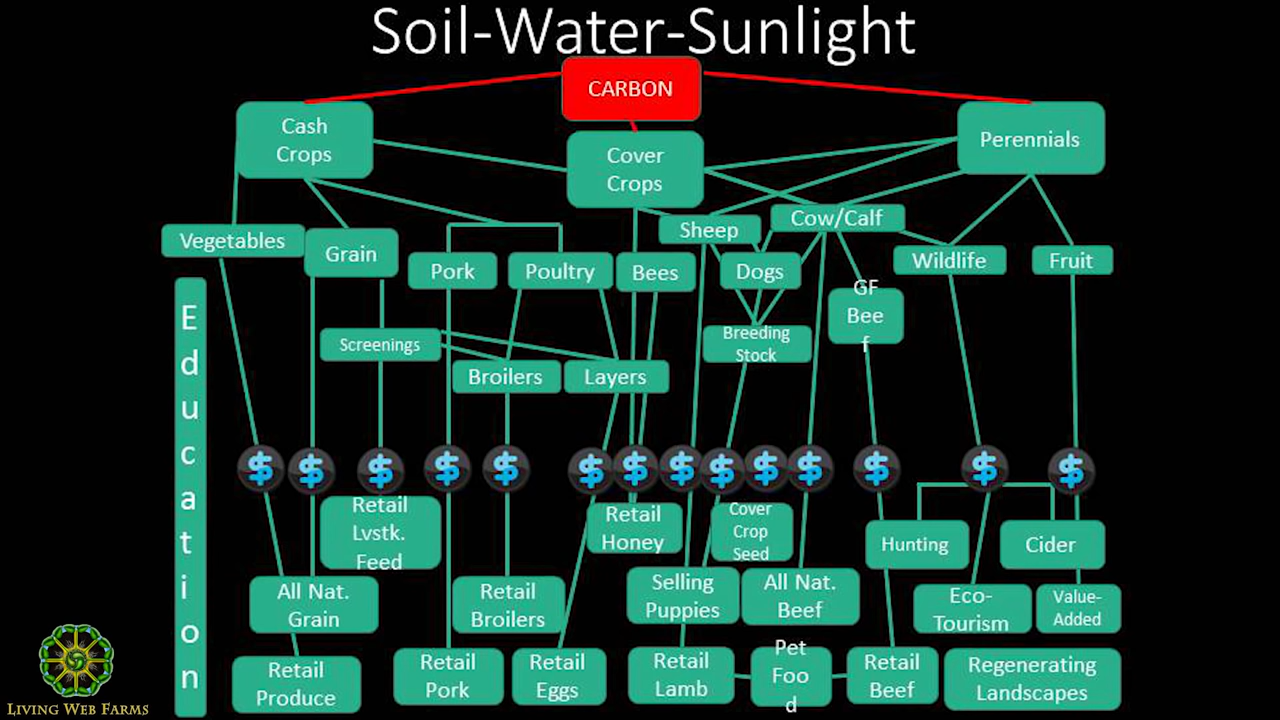 Soil-Water-Sunlight
CARBON
Cash
Crops
Cover
Crops
Perennials
Vegetables
Grain
Pork
Poultry
Bees
Sheep
Dogs
Cow/Calf
Wildlife
Fruit
GF
Bee
f
Screenings
Breeding
Stock
Broilers
Layers
Education
$
$
$
$
$
$
$
$
$
$
$
$
$
$
Retail
Lvstk.
Feed
Retail
Honey
Cover
Crop
Seed
Hunting
Cider
All Nat.
Grain
Retail
Broilers
Selling
Puppies
All Nat.
Beef
Eco-
Tourism
Value-
Added
Retail
Produce
Retail
Pork
Retail
Eggs
Retail
Lamb
Pet
Foo
d
Retail
Beef
Regenerating
Landscapes
LIVING WEB FARMS